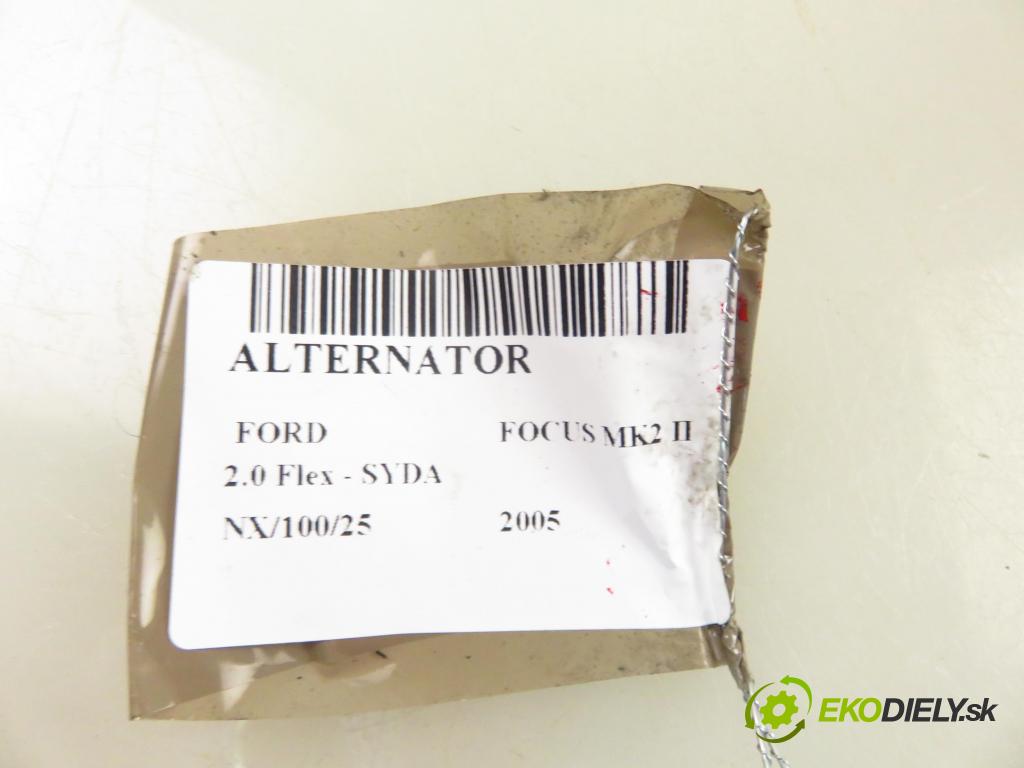 ALTERNATOR
FORD FOCUS MK2 II
2.0 Flex - SYDA
NX/100/25 2005
EKODIELY.sk